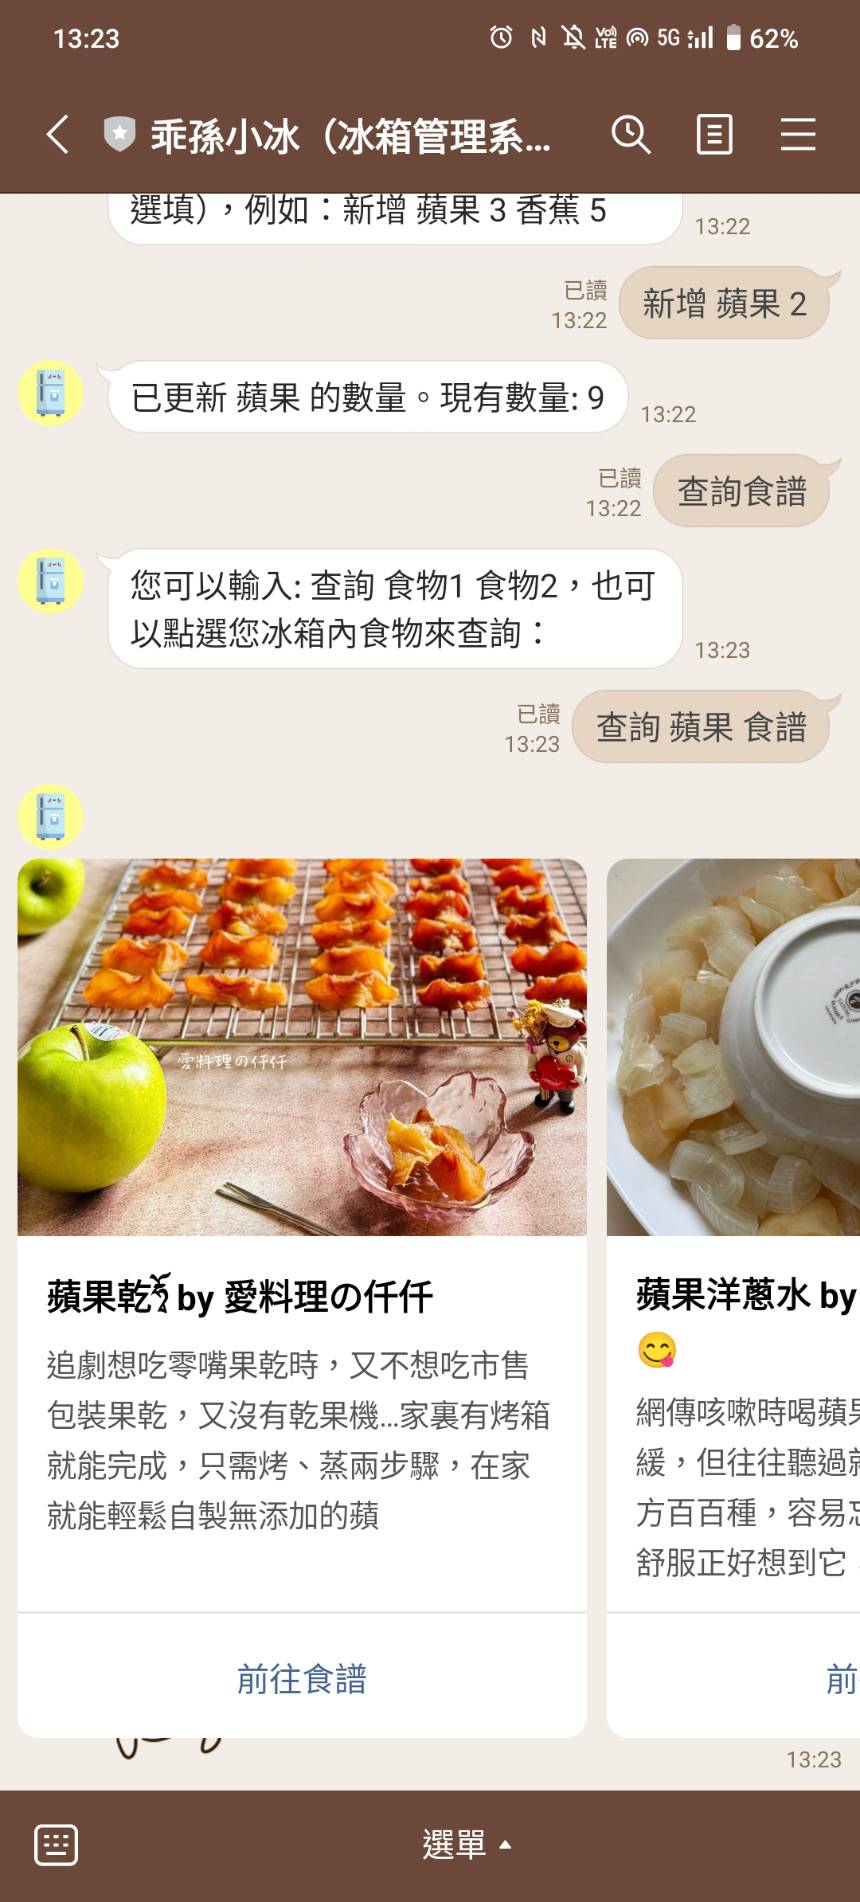 13:23
VoLTE 5G 62%
乖孫小冰（冰箱管理系...
選填），例如：新增 蘋果 3 香蕉 5
13:22
已讀
13:22
新增 蘋果 2
已更新 蘋果 的數量。現有數量: 9
13:22
已讀
13:22
查詢食譜
您可以輸入: 查詢 食物1 食物2，也可
以點選您冰箱內食物來查詢：
13:23
已讀
13:23
查詢 蘋果 食譜
愛料理の仟仟
蘋果乾 by 愛料理の仟仟
追劇想吃零嘴果乾時，又不想吃市售
包裝果乾，又沒有乾果機...家裏有烤箱
就能完成，只需烤、蒸兩步驟，在家
就能輕鬆自製無添加的蘋
前往食譜
蘋果洋蔥水 by
😋
網傳咳嗽時喝蘋果
緩，但往往聽過就
方百百種，容易忘
舒服正好想到它
前
13:23
選單